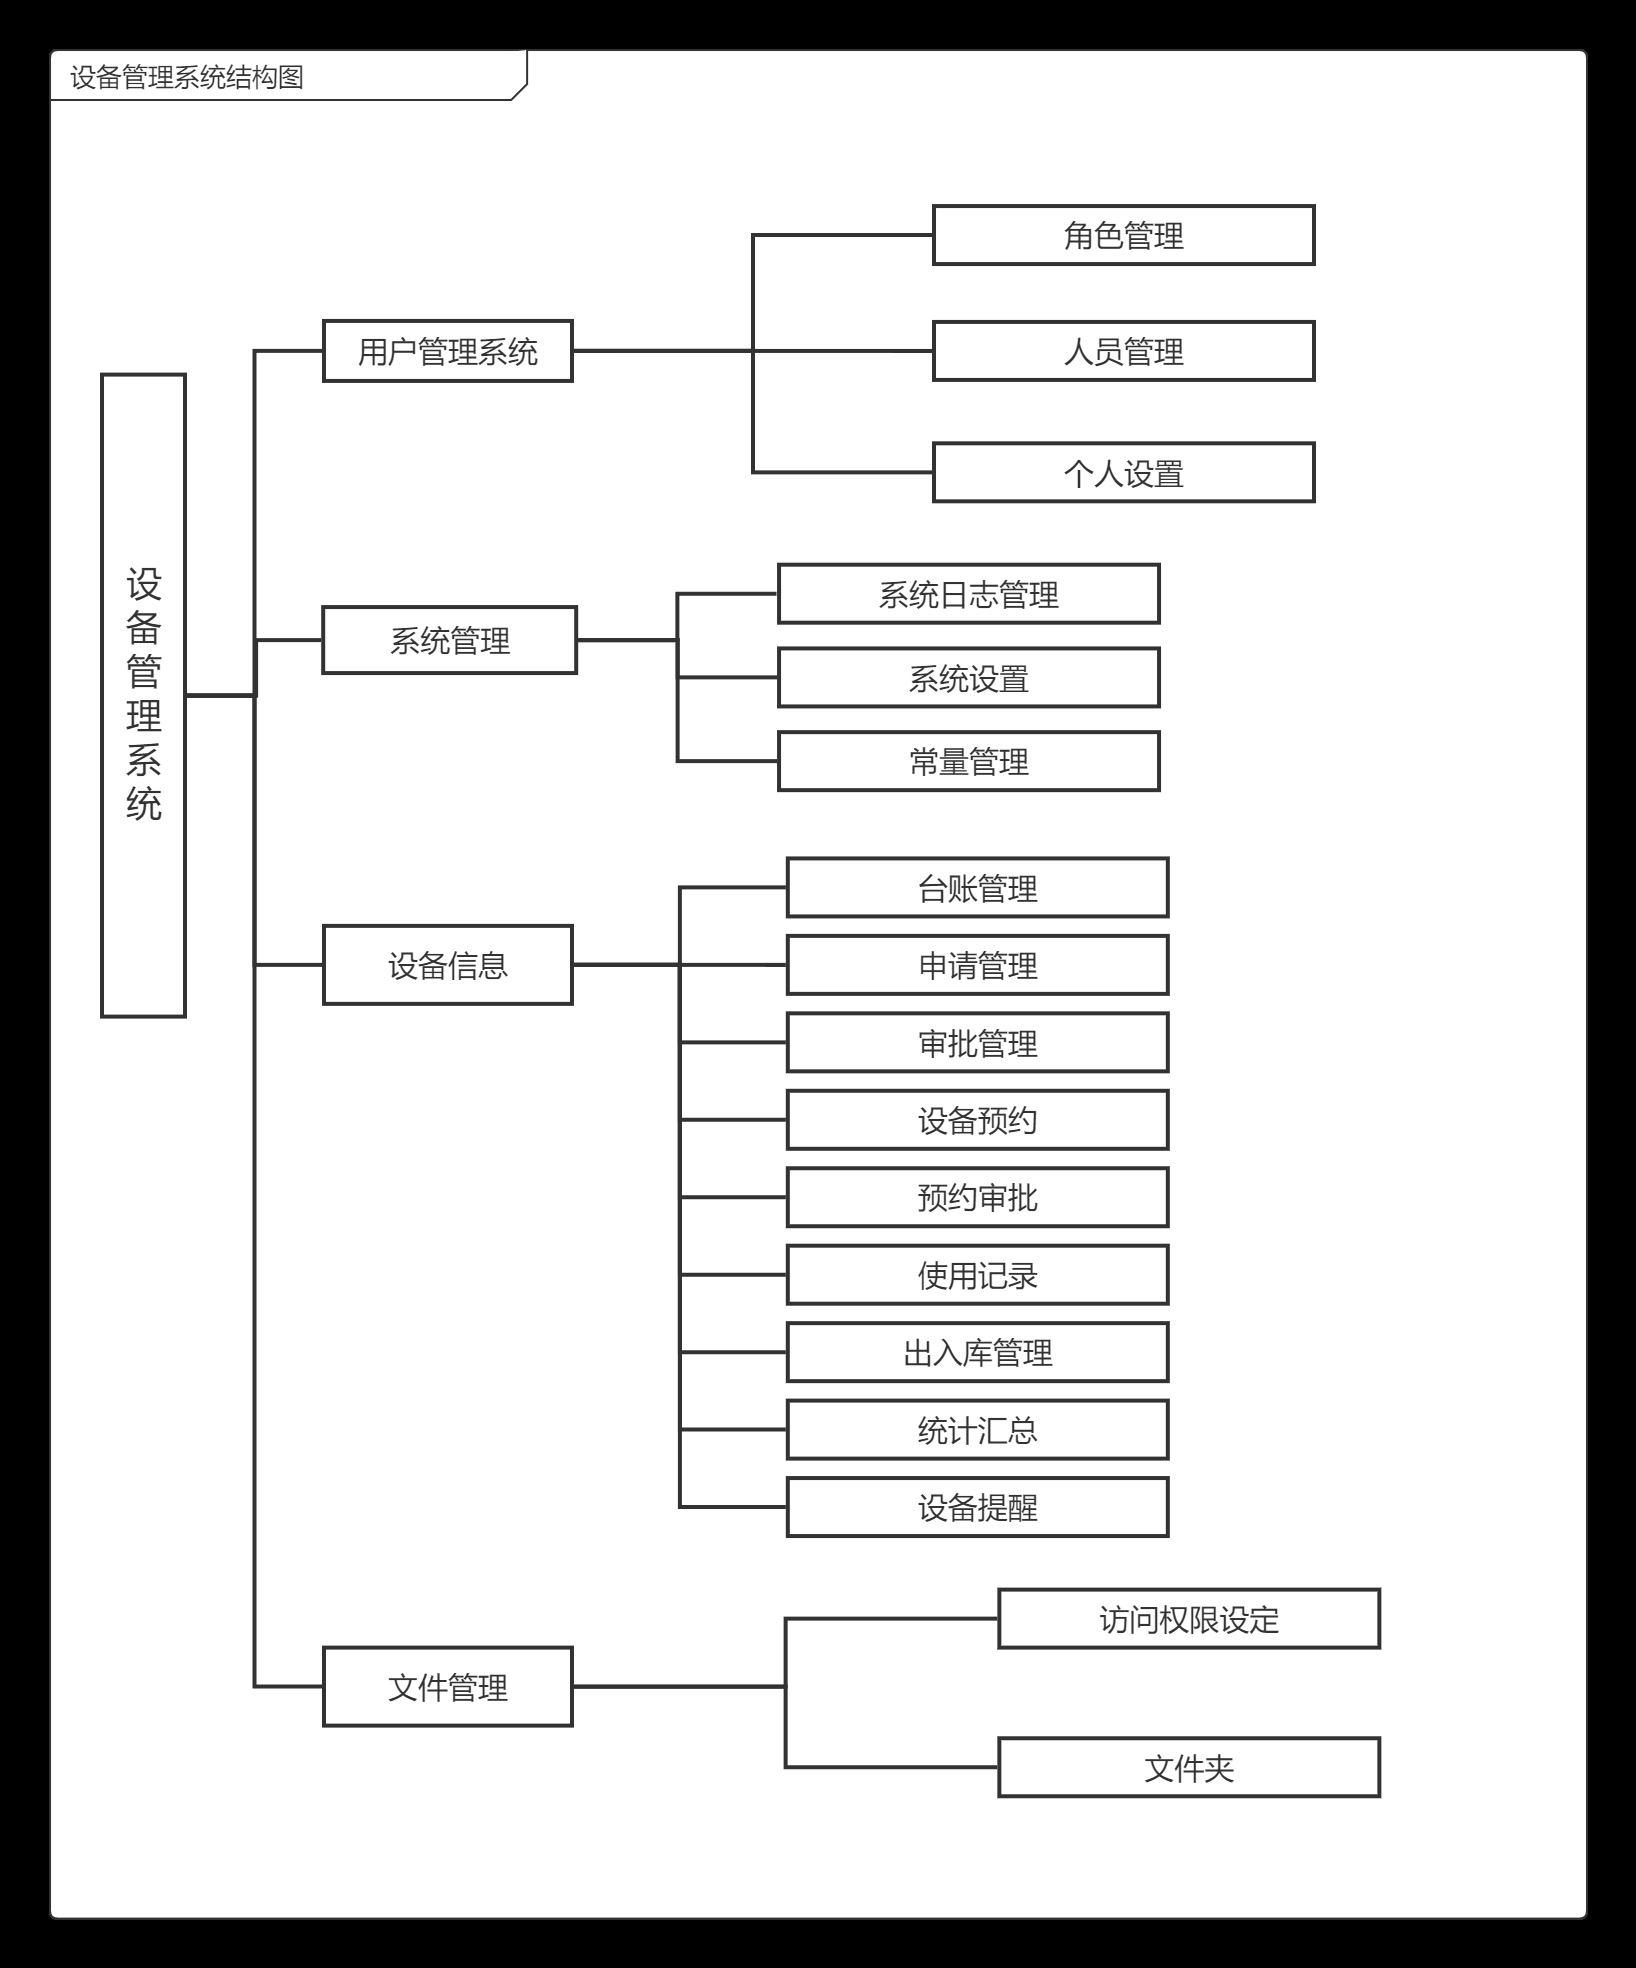 设备管理系统结构图
设备管理系统
用户管理系统
角色管理
人员管理
个人设置
系统管理
系统日志管理
系统设置
常量管理
设备信息
台账管理
申请管理
审批管理
设备预约
预约审批
使用记录
出入库管理
统计汇总
设备提醒
文件管理
访问权限设定
文件夹